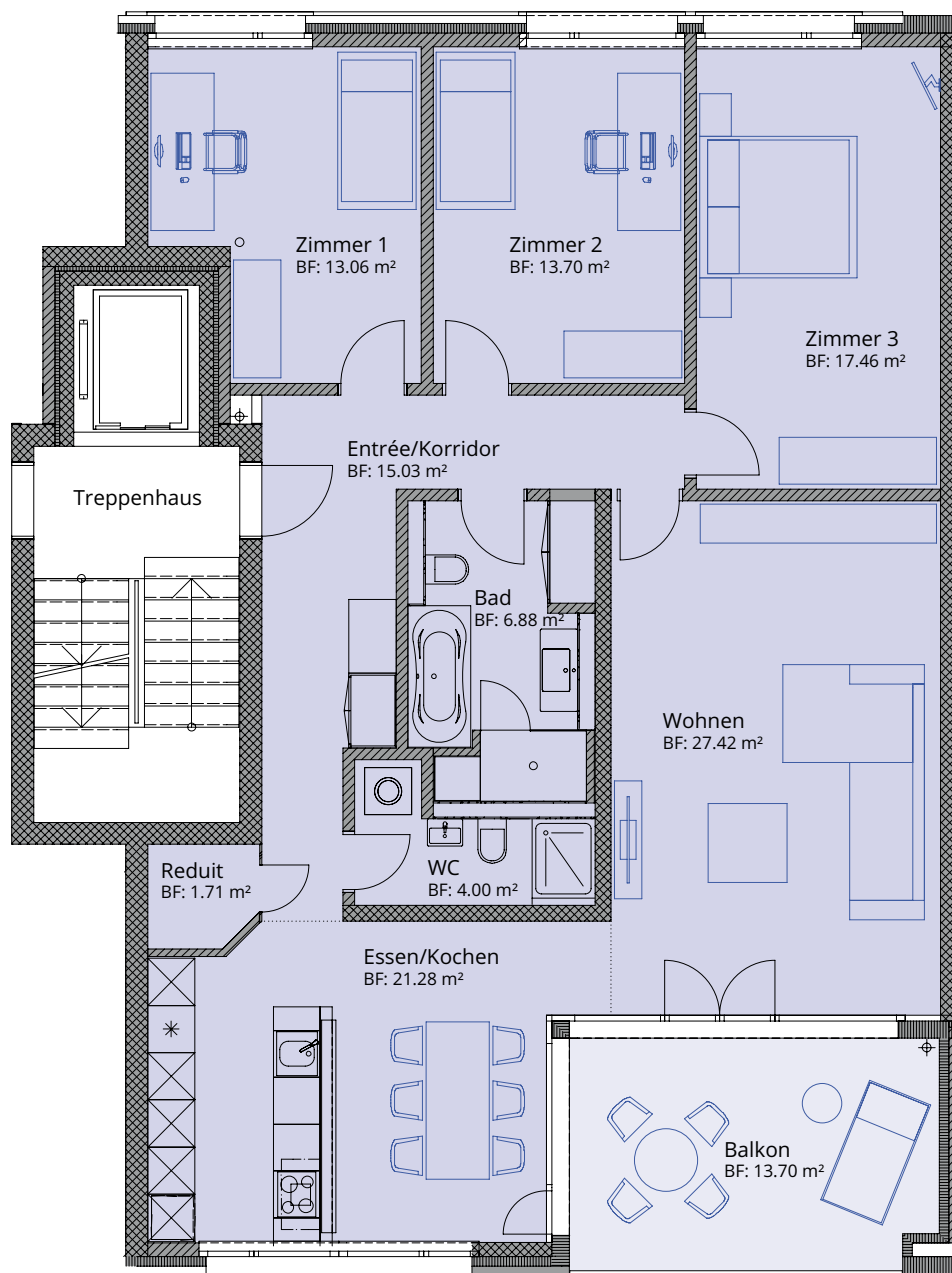 Zimmer 1
BF: 13.06 m²
Zimmer 2
BF: 13.70 m²
Zimmer 3
BF: 17.46 m²
Entrée/Korridor
BF: 15.03 m²
Treppenhaus
Bad
BF: 6.88 m²
Wohnen
BF: 27.42 m²
Reduit
BF: 1.71 m²
WC
BF: 4.00 m²
Essen/Kochen
BF: 21.28 m²
Balkon
BF: 13.70 m²